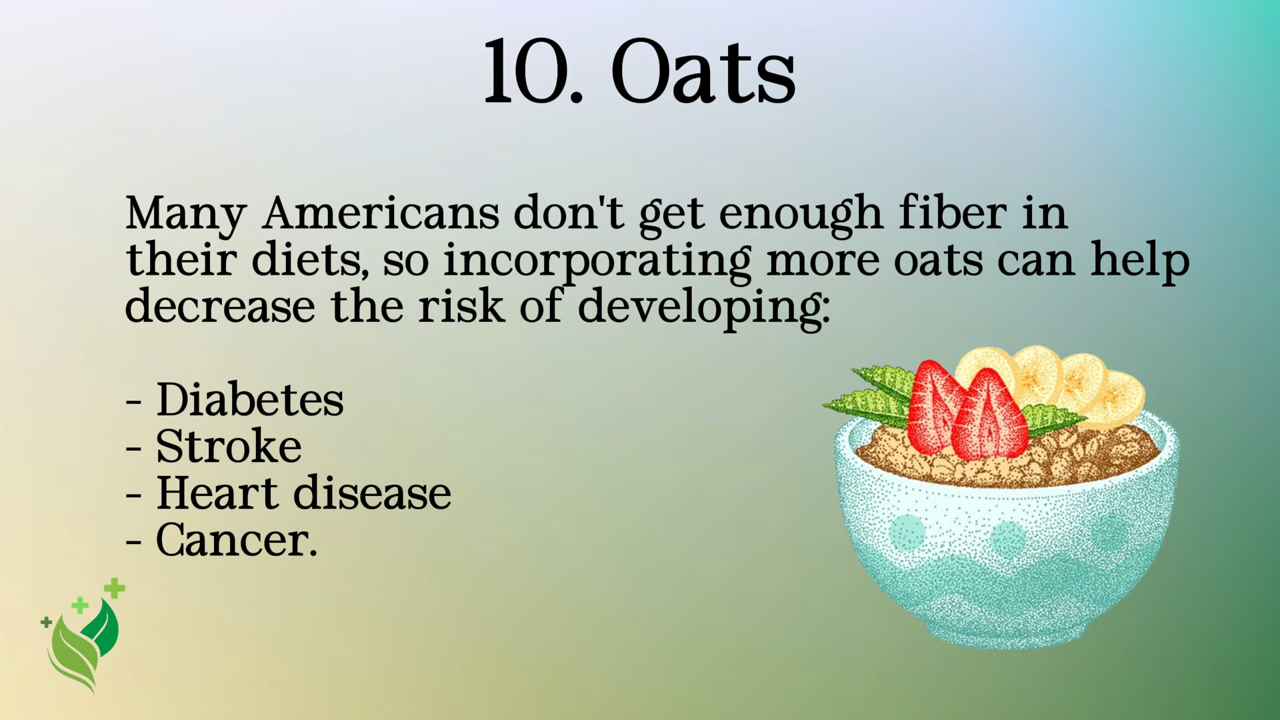 10. Oats
Many Americans don't get enough fiber in
their diets, so incorporating more oats can help
decrease the risk of developing:
- Diabetes
- Stroke
- Heart disease
- Cancer.